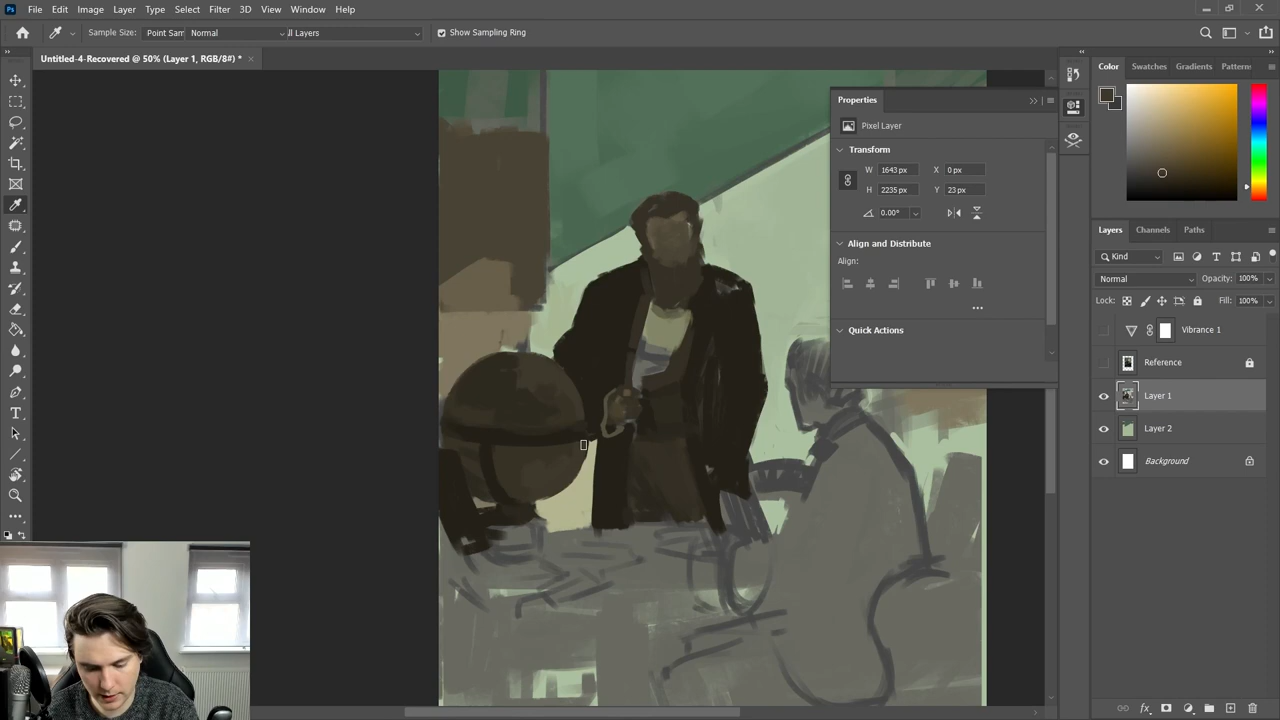 File Edit Image Layer Type Select Filter 3D View Window Help
Sample Size: Point Sam Normal ll Layers Show Sampling Ring
Untitled-4-Recovered @ 50% (Layer 1, RGB/8#) *
Properties
Pixel Layer
Transform
W 1643 px X 0 px
H 2235 px Y 23 px
0.00°
Align and Distribute
Align:
Quick Actions
Color Swatches Gradients Patterns
Layers Channels Paths
Kind
Normal Opacity: 100%
Lock: Fill: 100%
Vibrance 1
Reference
Layer 1
Layer 2
Background